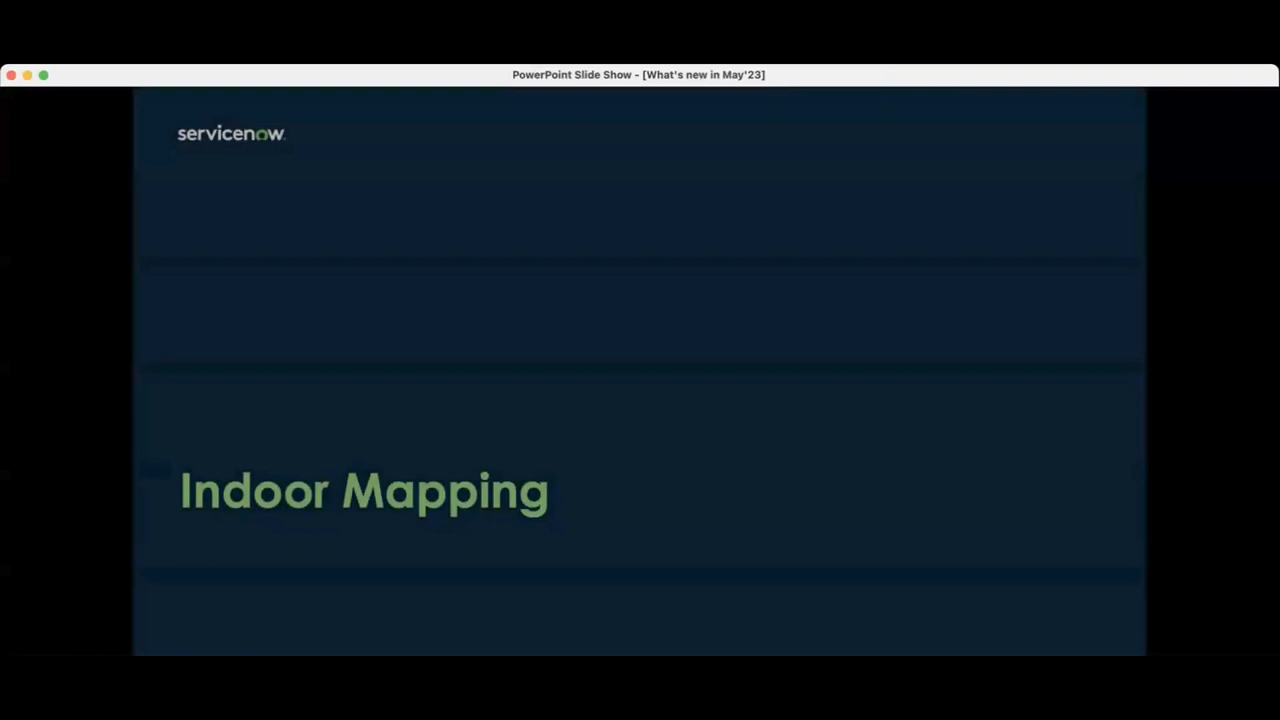 PowerPoint Slide Show - [What's new in May'23]
servicenow.
Indoor Mapping